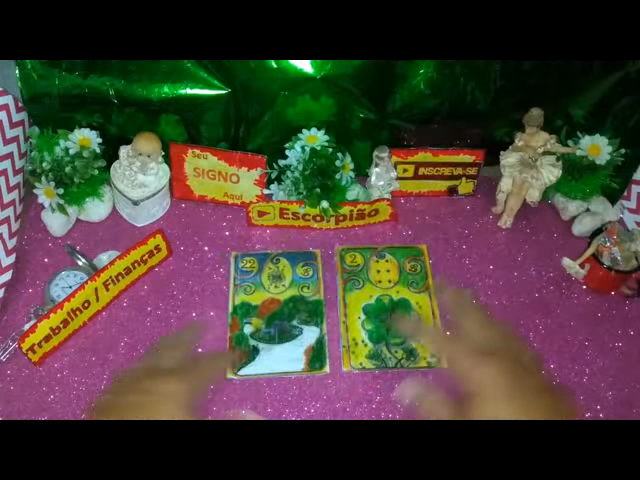 Seu
SIGNO
Aqui
INSCREVA-SE
Escorpião
Trabalho / Finanças
22
2